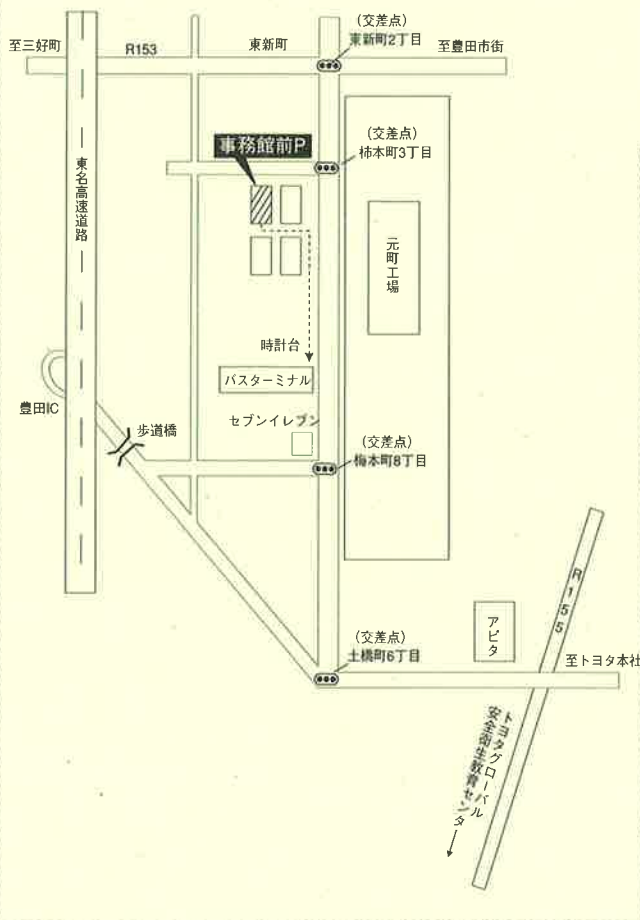 (交差点)
東新町2丁目
至三好町
R153
東新町
至豊田市街
(交差点)
柿本町3丁目
事務館前P
東名高速道路
元町工場
時計台
バスターミナル
豊田IC
セブンイレブン
歩道橋
(交差点)
梅本町8丁目
R155
アピタ
(交差点)
土橋町6丁目
至トヨタ本社
トヨタグローバル
安全衛生教育センタ